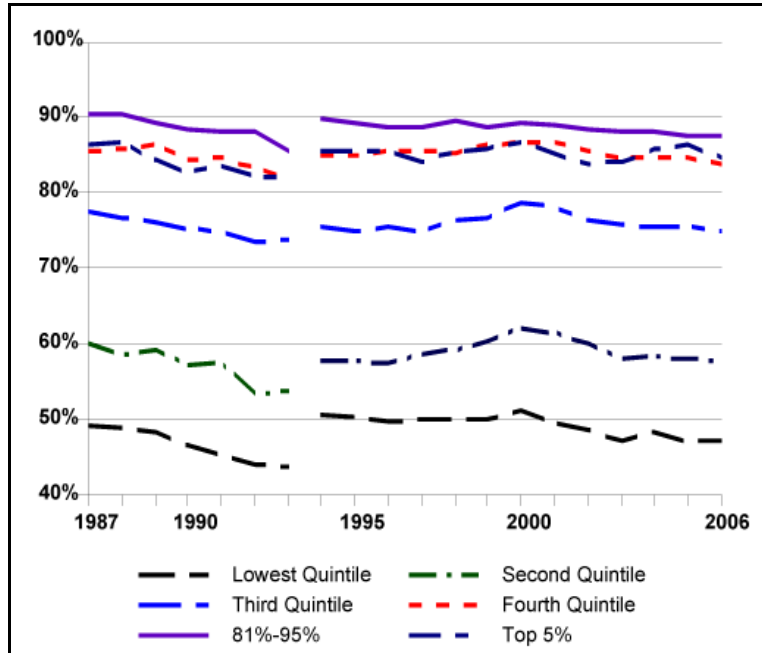 100%
90%
80%
70%
60%
50%
40%
1987 1990 1995 2000 2006
Lowest Quintile Second Quintile
Third Quintile Fourth Quintile
81%-95% Top 5%